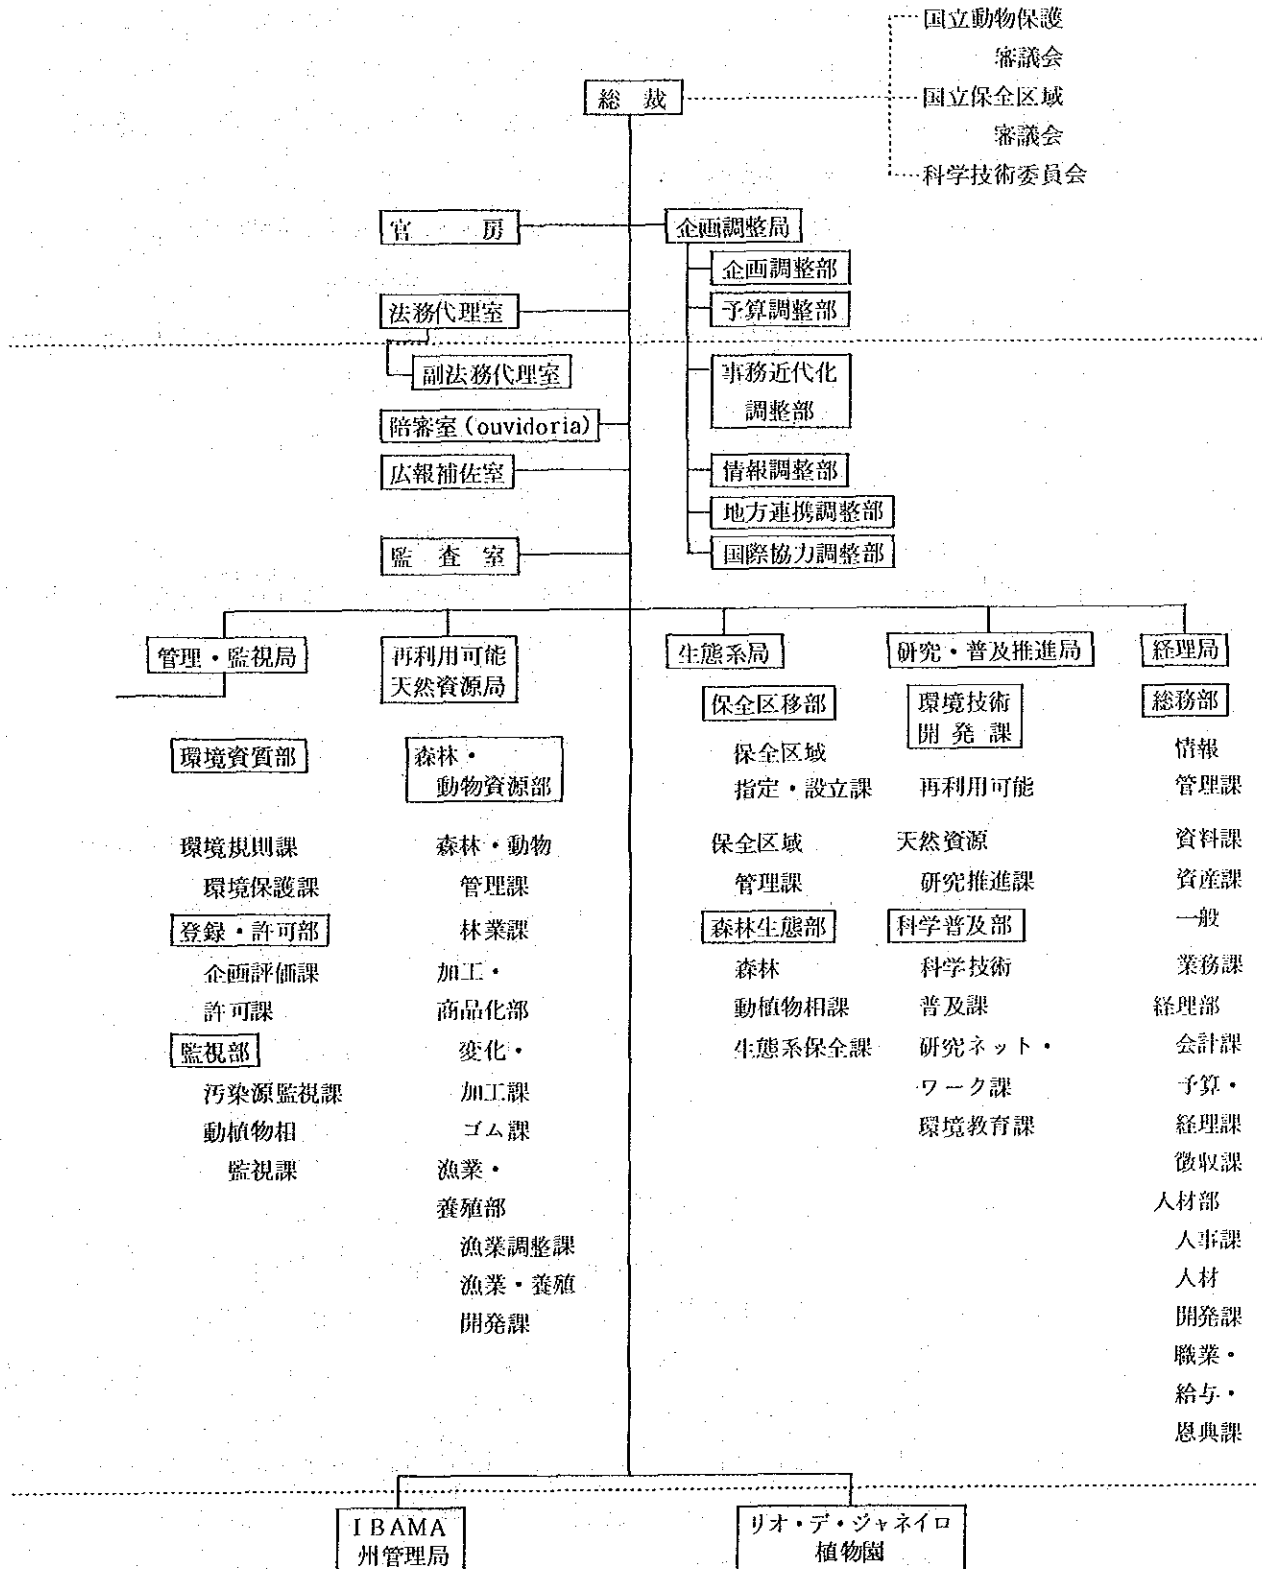 国立動物保護
審議会
総 裁
国立保全区域
審議会
科学技術委員会
官 房
企画調整局
企画調整部
法務代理室
予算調整部
副法務代理室
事務近代化
調整部
陪審室 (ouvidoria)
広報補佐室
情報調整部
地方連携調整部
監 査 室
国際協力調整部
管理・監視局
環境資質部
環境規則課
環境保護課
登録・許可部
企画評価課
許可課
監視部
汚染源監視課
動植物相
監視課
再利用可能
天然資源局
森林・
動物資源部
森林・動物
管理課
林業課
加工・
商品化部
変化・
加工課
ゴム課
漁業・
養殖部
漁業調整課
漁業・養殖
開発課
生態系局
保全区移部
保全区域
指定・設立課
保全区域
管理課
森林生態部
森林
動植物相課
生態系保全課
研究・普及推進局
環境技術
開 発 課
再利用可能
天然資源
研究推進課
科学普及部
科学技術
普及課
研究ネット・
ワーク課
環境教育課
経理局
総務部
情報
管理課
資料課
資産課
一般
業務課
経理部
会計課
予算・
経理課
徴収課
人材部
人事課
人材
開発課
職業・
給与・
恩典課
IBAMA
州管理局
リオ・デ・ジャネイロ
植物園